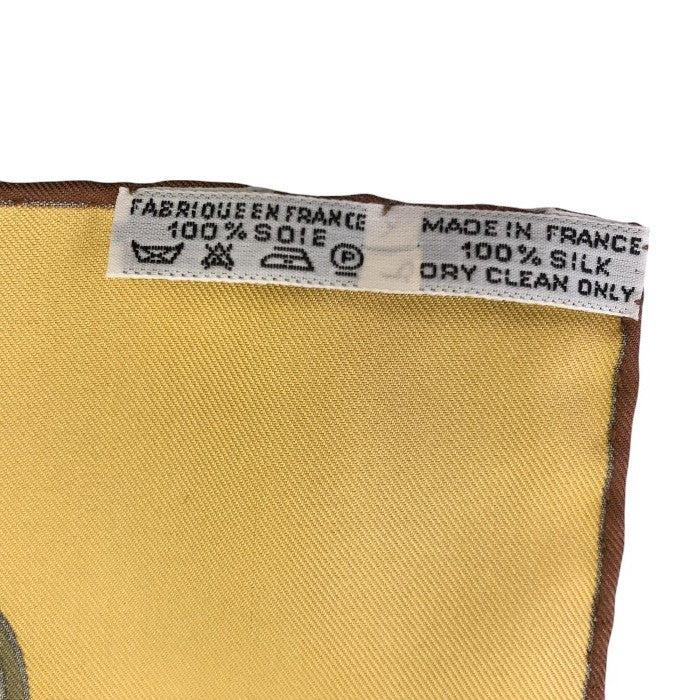 FABRIQUE EN FRANCE
100% SOIE
P
MADE IN FRANCE
100% SILK
DRY CLEAN ONLY